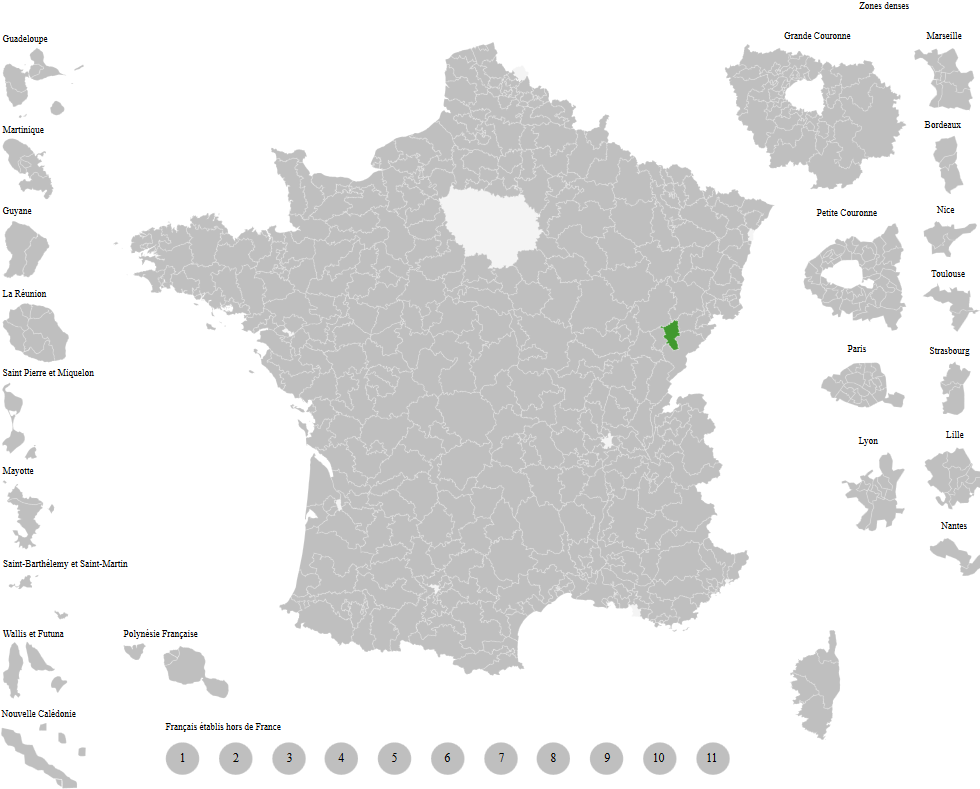 Zones denses
Guadeloupe
Grande Couronne
Marseille
Martinique
Bordeaux
Guyane
Petite Couronne
Nice
La Réunion
Toulouse
Saint Pierre et Miquelon
Paris
Strasbourg
Lyon
Lille
Mayotte
Nantes
Saint-Barthélemy et Saint-Martin
Wallis et Futuna
Polynésie Française
Nouvelle Calédonie
Français établis hors de France
1 2 3 4 5 6 7 8 9 10 11